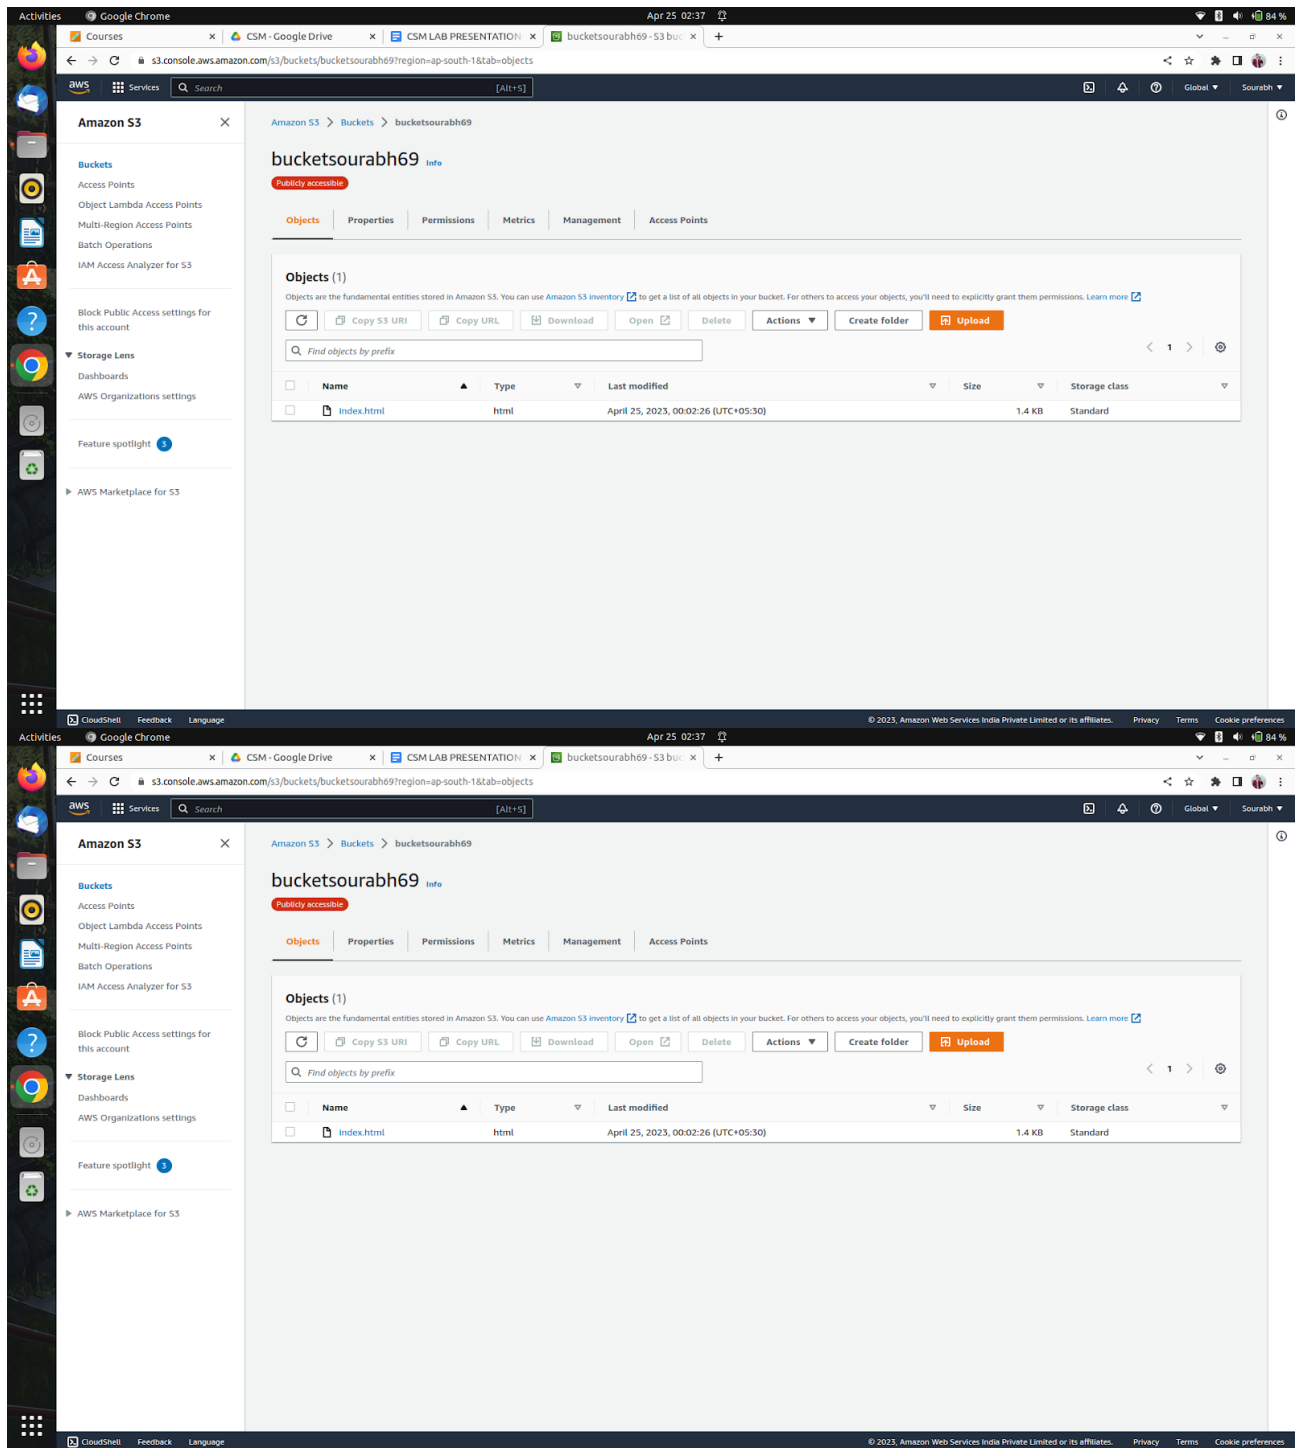 Activities Google Chrome Apr 25 02:37 84 %
Courses CSM - Google Drive CSM LAB PRESENTATION bucketsourabh69 - S3 buc
s3.console.aws.amazon.com/s3/buckets/bucketsourabh69?region=ap-south-1&tab=objects
aws Services Search [Alt+S] Global Sourabh
Amazon S3
Buckets
Access Points
Object Lambda Access Points
Multi-Region Access Points
Batch Operations
IAM Access Analyzer for S3
Block Public Access settings for
this account
Storage Lens
Dashboards
AWS Organizations settings
Feature spotlight 3
AWS Marketplace for S3
Amazon S3 > Buckets > bucketsourabh69
bucketsourabh69 Info
Publicly accessible
Objects Properties Permissions Metrics Management Access Points
Objects (1)
Objects are the fundamental entities stored in Amazon S3. You can use Amazon S3 inventory to get a list of all objects in your bucket. For others to access your objects, you'll need to explicitly grant them permissions. Learn more
Copy S3 URI Copy URL Download Open Delete Actions Create folder Upload
Find objects by prefix 1
Name Type Last modified Size Storage class
index.html html April 25, 2023, 00:02:26 (UTC+05:30) 1.4 KB Standard
CloudShell Feedback Language © 2023, Amazon Web Services India Private Limited or its affiliates. Privacy Terms Cookie preferences
Activities Google Chrome Apr 25 02:37 84 %
Courses CSM - Google Drive CSM LAB PRESENTATION bucketsourabh69 - S3 buc
s3.console.aws.amazon.com/s3/buckets/bucketsourabh69?region=ap-south-1&tab=objects
aws Services Search [Alt+S] Global Sourabh
Amazon S3
Buckets
Access Points
Object Lambda Access Points
Multi-Region Access Points
Batch Operations
IAM Access Analyzer for S3
Block Public Access settings for
this account
Storage Lens
Dashboards
AWS Organizations settings
Feature spotlight 3
AWS Marketplace for S3
Amazon S3 > Buckets > bucketsourabh69
bucketsourabh69 Info
Publicly accessible
Objects Properties Permissions Metrics Management Access Points
Objects (1)
Objects are the fundamental entities stored in Amazon S3. You can use Amazon S3 inventory to get a list of all objects in your bucket. For others to access your objects, you'll need to explicitly grant them permissions. Learn more
Copy S3 URI Copy URL Download Open Delete Actions Create folder Upload
Find objects by prefix 1
Name Type Last modified Size Storage class
index.html html April 25, 2023, 00:02:26 (UTC+05:30) 1.4 KB Standard
CloudShell Feedback Language © 2023, Amazon Web Services India Private Limited or its affiliates. Privacy Terms Cookie preferences